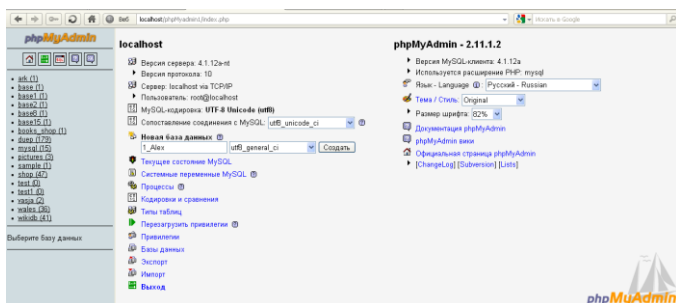 localhost/phpMyadmin1/index.php
Искать в Google
phpMyAdmin
ark (1)
base (1)
base1 (1)
base2 (1)
base6 (1)
base15 (1)
books_shop (1)
duep (179)
mysql (15)
pictures (3)
sample (1)
shop (47)
test (0)
test1 (0)
vasja (2)
wales (36)
wikidb (41)
Выберите базу данных
localhost
Версия сервера: 4.1.12a-nt
Версия протокола: 10
Сервер: localhost via TCP/IP
Пользователь: root@localhost
MySQL-кодировка: UTF-8 Unicode (utf8)
Сопоставление соединения с MySQL: utf8_unicode_ci
Новая база данных
1_Alex utf8_general_ci Создать
Текущее состояние MySQL
Системные переменные MySQL
Процессы
Кодировки и сравнения
Типы таблиц
Перезагрузить привилегии
Привилегии
Базы данных
Экспорт
Импорт
Выход
phpMyAdmin - 2.11.1.2
Версия MySQL-клиента: 4.1.12a
Используется расширение PHP: mysql
Язык - Language: Русский - Russian
Тема / Стиль: Original
Размер шрифта: 82%
Документация phpMyAdmin
phpMyAdmin вики
Официальная страница phpMyAdmin
[ChangeLog] [Subversion] [Lists]
phpMyAdmin